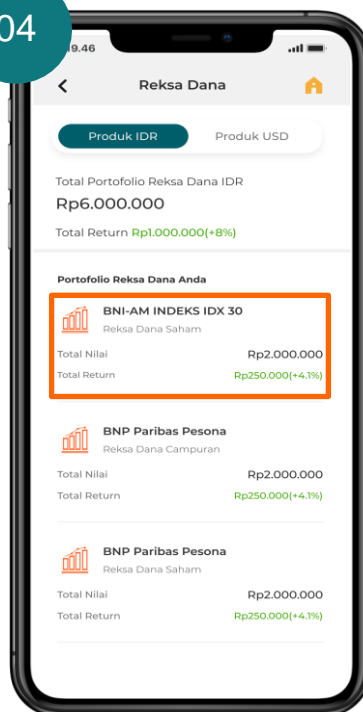 04
9.46
Reksa Dana
Produk IDR Produk USD
Total Portofolio Reksa Dana IDR
Rp6.000.000
Total Return Rp1.000.000(+8%)
Portofolio Reksa Dana Anda
BNI-AM INDEKS IDX 30
Reksa Dana Saham
Total Nilai Rp2.000.000
Total Return Rp250.000(+4.1%)
BNP Paribas Pesona
Reksa Dana Campuran
Total Nilai Rp2.000.000
Total Return Rp250.000(+4.1%)
BNP Paribas Pesona
Reksa Dana Saham
Total Nilai Rp2.000.000
Total Return Rp250.000(+4.1%)